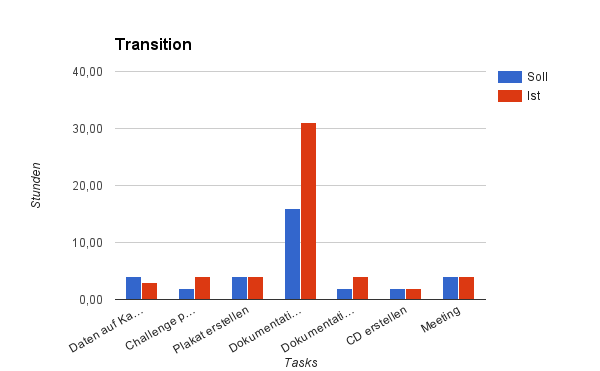 Transition
40,00
30,00
20,00
10,00
0,00
Stunden
Soll
Ist
Daten auf Ka...
Challenge p...
Plakat erstellen
Dokumentati...
Dokumentati...
CD erstellen
Meeting
Tasks